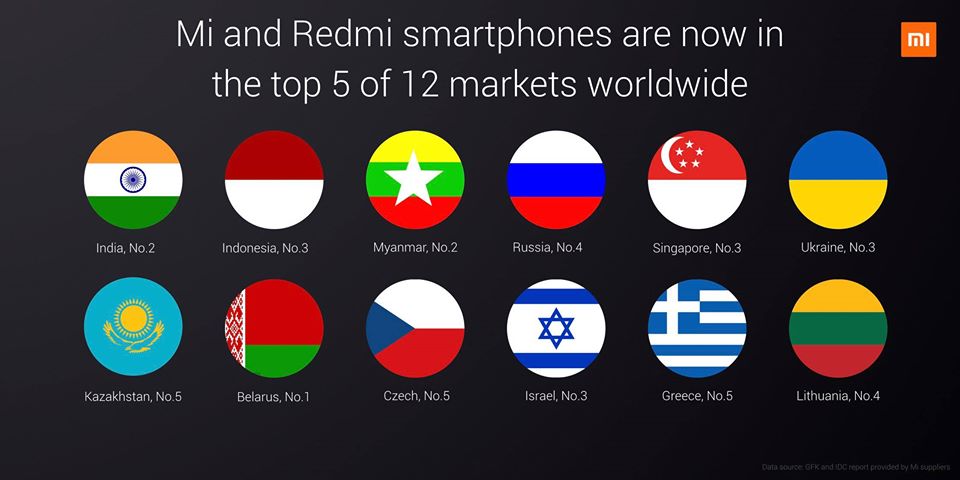 Mi and Redmi smartphones are now in
the top 5 of 12 markets worldwide
mi
India, No.2
Indonesia, No.3
Myanmar, No.2
Russia, No.4
Singapore, No.3
Ukraine, No.3
Kazakhstan, No.5
Belarus, No.1
Czech, No.5
Israel, No.3
Greece, No.5
Lithuania, No.4
Data source: GFK and IDC report provided by Mi suppliers